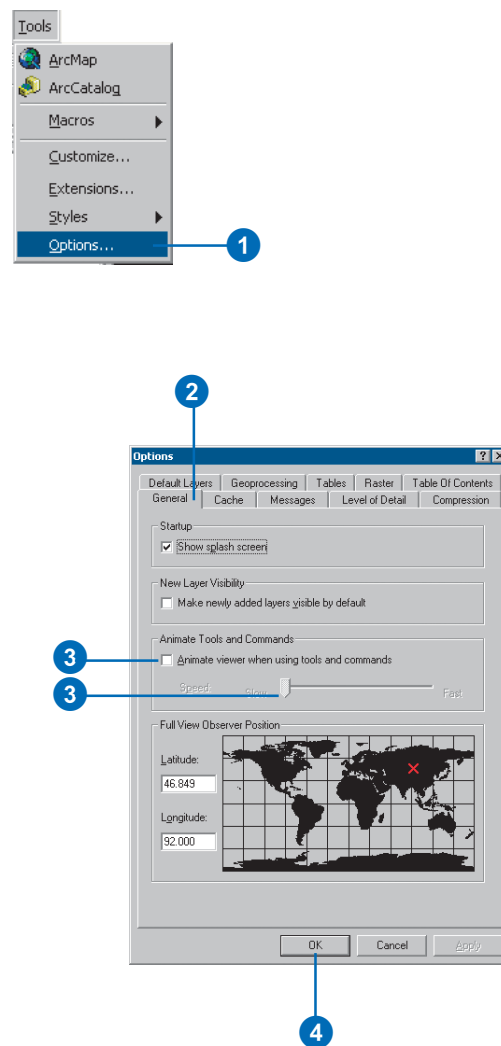 Tools
ArcMap
ArcCatalog
Macros
Customize...
Extensions...
Styles
Options...
1
2
Options
Default Layers Geoprocessing Tables Raster Table Of Contents
General Cache Messages Level of Detail Compression
Startup
Show splash screen
New Layer Visibility
Make newly added layers visible by default
Animate Tools and Commands
3 Animate viewer when using tools and commands
3 Speed: Slow Fast
Full View Observer Position
Latitude:
46.849
Longitude:
92.000
OK Cancel Apply
4